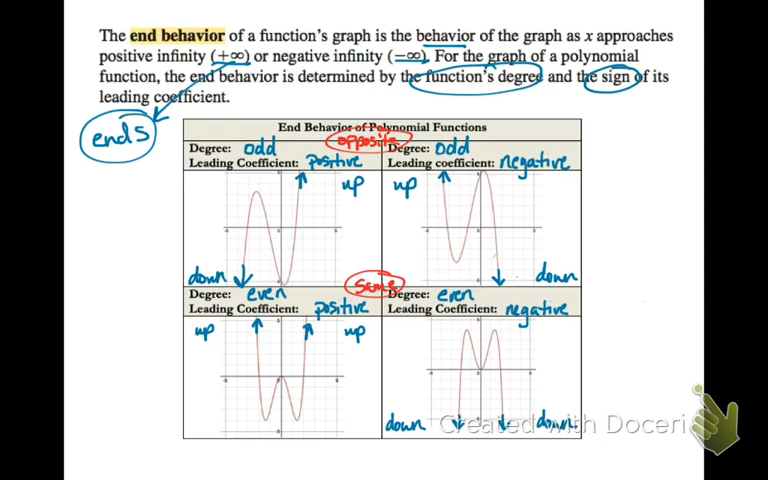 The end behavior of a function's graph is the behavior of the graph as x approaches
positive infinity (+∞) or negative infinity (−∞). For the graph of a polynomial
function, the end behavior is determined by the function's degree and the sign of its
leading coefficient.
ends
End Behavior of Polynomial Functions
opposite
Degree: odd
Leading Coefficient: positive
up
down
Degree: odd
Leading coefficient: negative
up
down
same
Degree: even
Leading Coefficient: positive
up
up
Degree: even
Leading Coefficient: negative
down
down
Created with Doceri